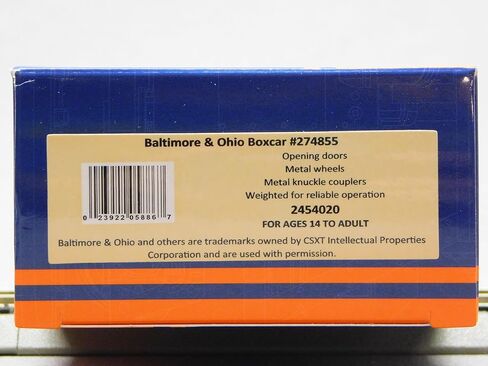 Baltimore & Ohio Boxcar #274855
Opening doors
Metal wheels
Metal knuckle couplers
Weighted for reliable operation
0 23922 05886 7
2454020
FOR AGES 14 TO ADULT
Baltimore & Ohio and others are trademarks owned by CSXT Intellectual Properties
Corporation and are used with permission.